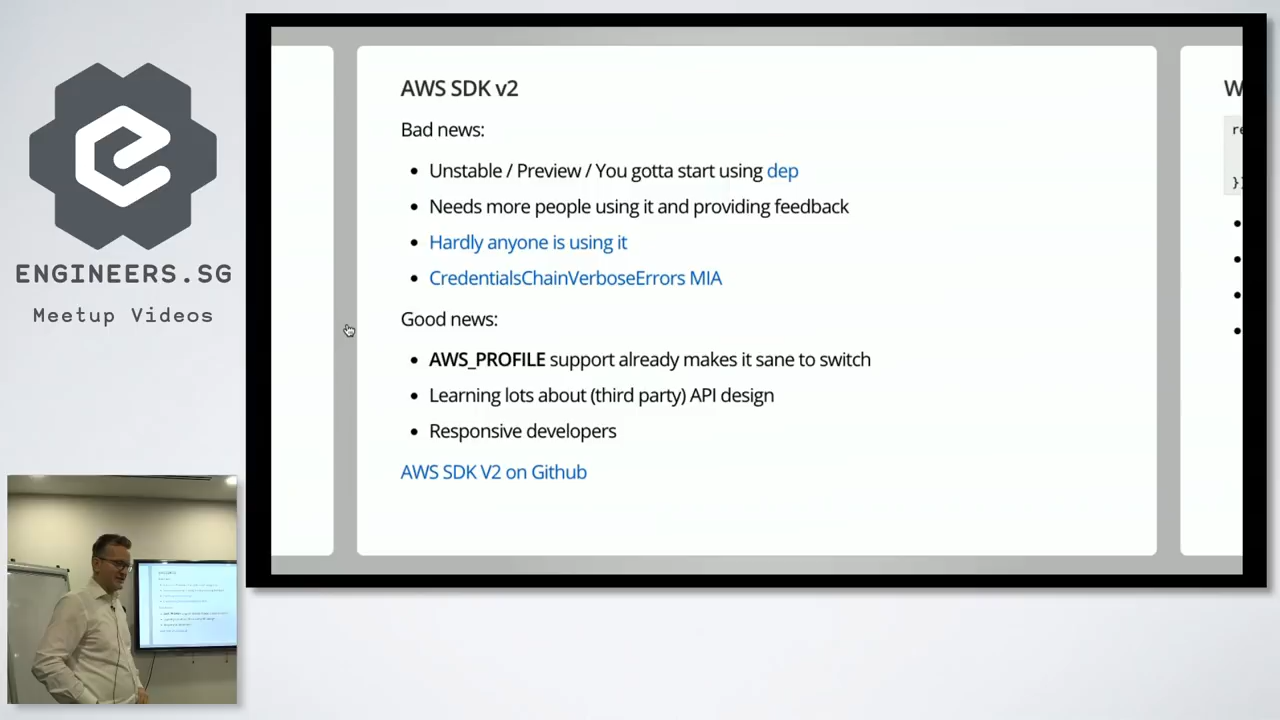 ENGINEERS.SG
Meetup Videos
AWS SDK v2
Bad news:
• Unstable / Preview / You gotta start using dep
• Needs more people using it and providing feedback
• Hardly anyone is using it
• CredentialsChainVerboseErrors MIA
Good news:
• AWS_PROFILE support already makes it sane to switch
• Learning lots about (third party) API design
• Responsive developers
AWS SDK V2 on Github
W
re
}